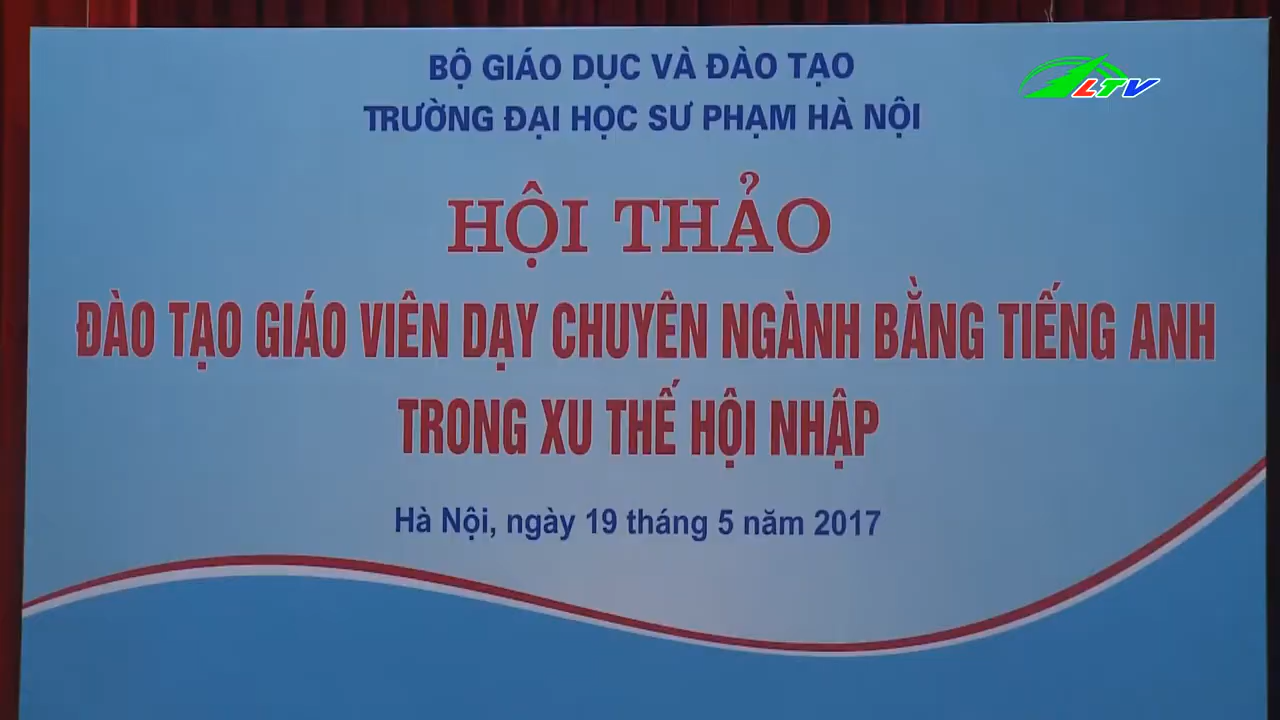 BỘ GIÁO DỤC VÀ ĐÀO TẠO
LTV
TRƯỜNG ĐẠI HỌC SƯ PHẠM HÀ NỘI
HỘI THẢO
ĐÀO TẠO GIÁO VIÊN DẠY CHUYÊN NGÀNH BẰNG TIẾNG ANH
TRONG XU THẾ HỘI NHẬP
Hà Nội, ngày 19 tháng 5 năm 2017